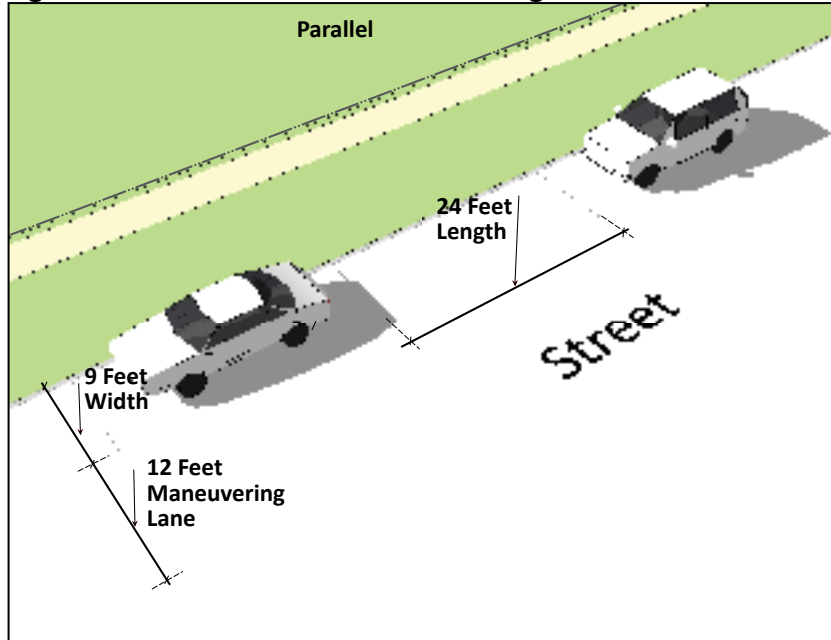 Parallel
24 Feet
Length
Street
9 Feet
Width
12 Feet
Maneuvering
Lane